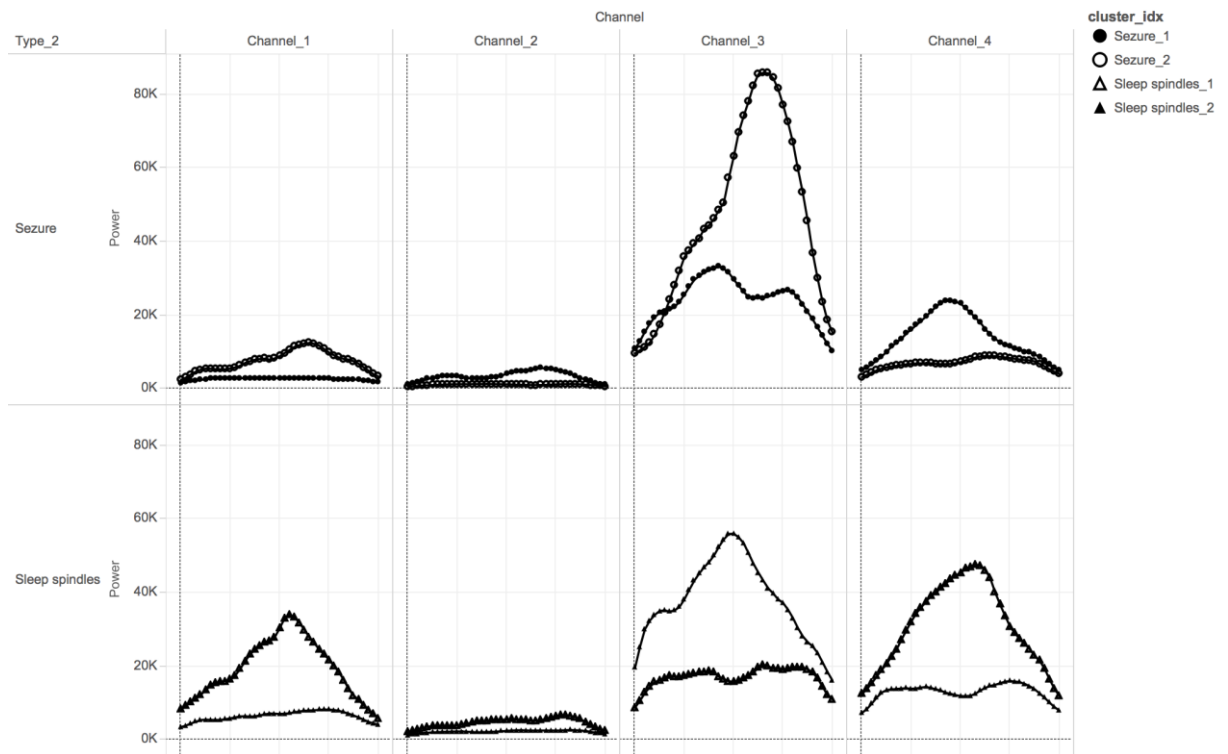 Channel
Type_2 Channel_1 Channel_2 Channel_3 Channel_4
cluster_idx
Sezure_1
Sezure_2
Sleep spindles_1
Sleep spindles_2
Sezure
Power
80K
60K
40K
20K
0K
Sleep spindles
Power
80K
60K
40K
20K
0K